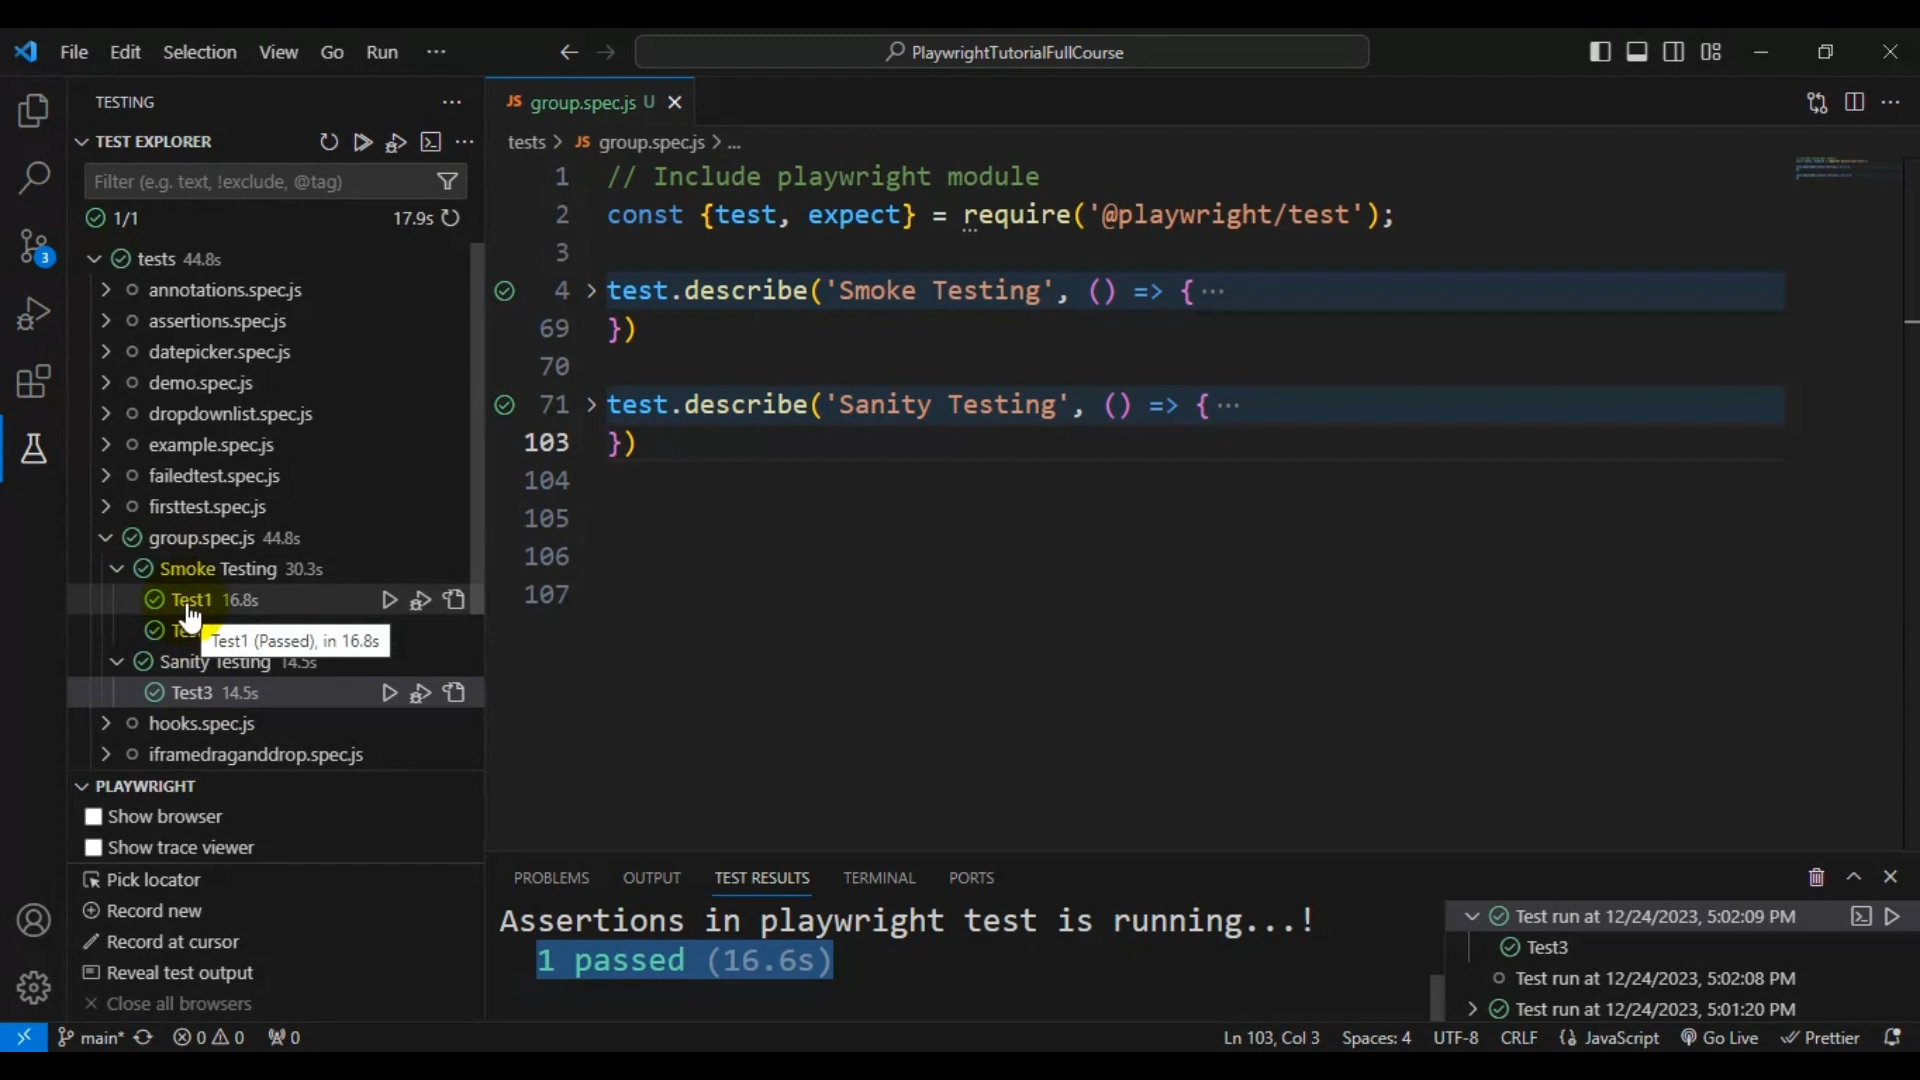 File Edit Selection View Go Run ···
PlaywrightTutorialFullCourse
TESTING
TEST EXPLORER
Filter (e.g. text, !exclude, @tag)
1/1 17.9s
tests 44.8s
annotations.spec.js
assertions.spec.js
datepicker.spec.js
demo.spec.js
dropdownlist.spec.js
example.spec.js
failedtest.spec.js
firsttest.spec.js
group.spec.js 44.8s
Smoke Testing 30.3s
Test1 16.8s
Test1 (Passed), in 16.8s
Sanity Testing 14.5s
Test3 14.5s
hooks.spec.js
iframedraganddrop.spec.js
PLAYWRIGHT
Show browser
Show trace viewer
Pick locator
Record new
Record at cursor
Reveal test output
Close all browsers
3
JS group.spec.js U
tests > JS group.spec.js > ...
1 // Include playwright module
2 const {test, expect} = require('@playwright/test');
3
4 test.describe('Smoke Testing', () => {···
69 })
70
71 test.describe('Sanity Testing', () => {···
103 })
104
105
106
107
PROBLEMS OUTPUT TEST RESULTS TERMINAL PORTS
Assertions in playwright test is running...!
1 passed (16.6s)
Test run at 12/24/2023, 5:02:09 PM
Test3
Test run at 12/24/2023, 5:02:08 PM
Test run at 12/24/2023, 5:01:20 PM
main* 0 0 0 Ln 103, Col 3 Spaces: 4 UTF-8 CRLF JavaScript Go Live Prettier